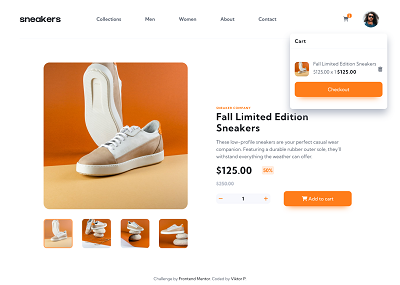 sneakers
Collections
Men
Women
About
Contact
1
Cart
Fall Limited Edition Sneakers
$125.00 x 1 $125.00
Checkout
SNEAKER COMPANY
Fall Limited Edition
Sneakers
These low-profile sneakers are your perfect casual wear
companion. Featuring a durable rubber outer sole, they'll
withstand everything the weather can offer.
$125.00 50%
$250.00
− 1 +
Add to cart
Challenge by Frontend Mentor. Coded by Viktor P